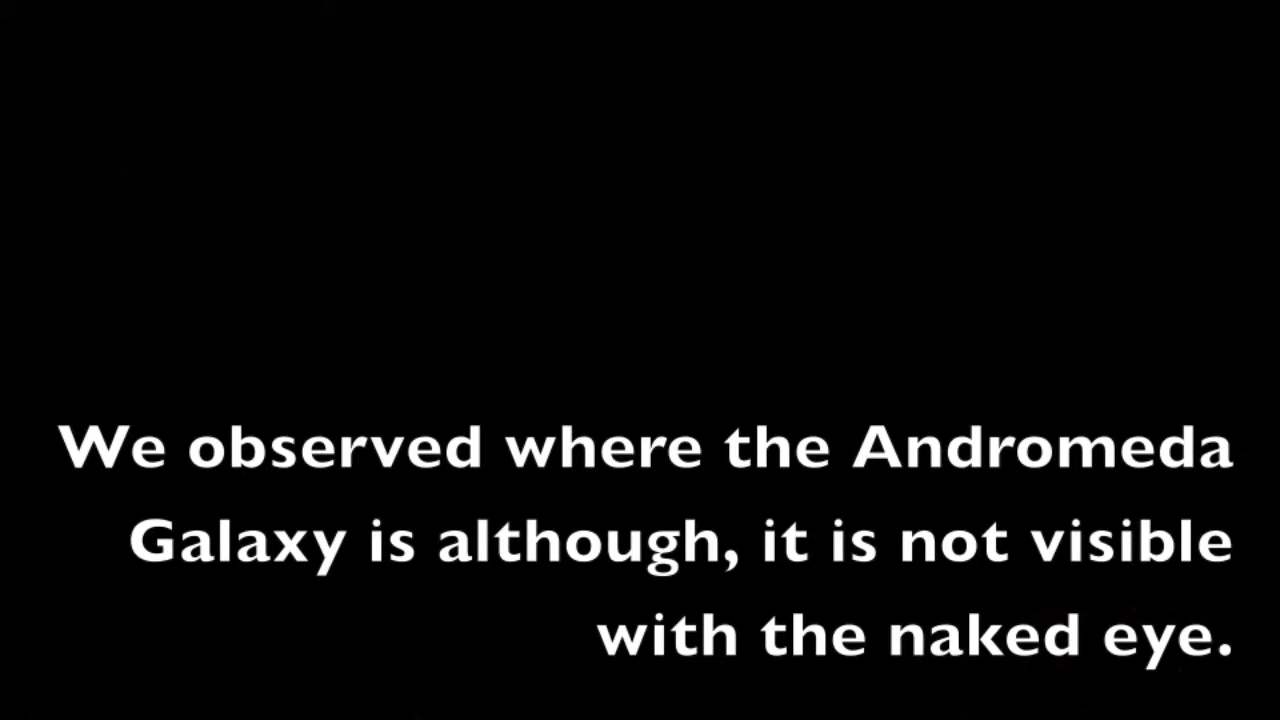 We observed where the Andromeda
Galaxy is although, it is not visible
with the naked eye.